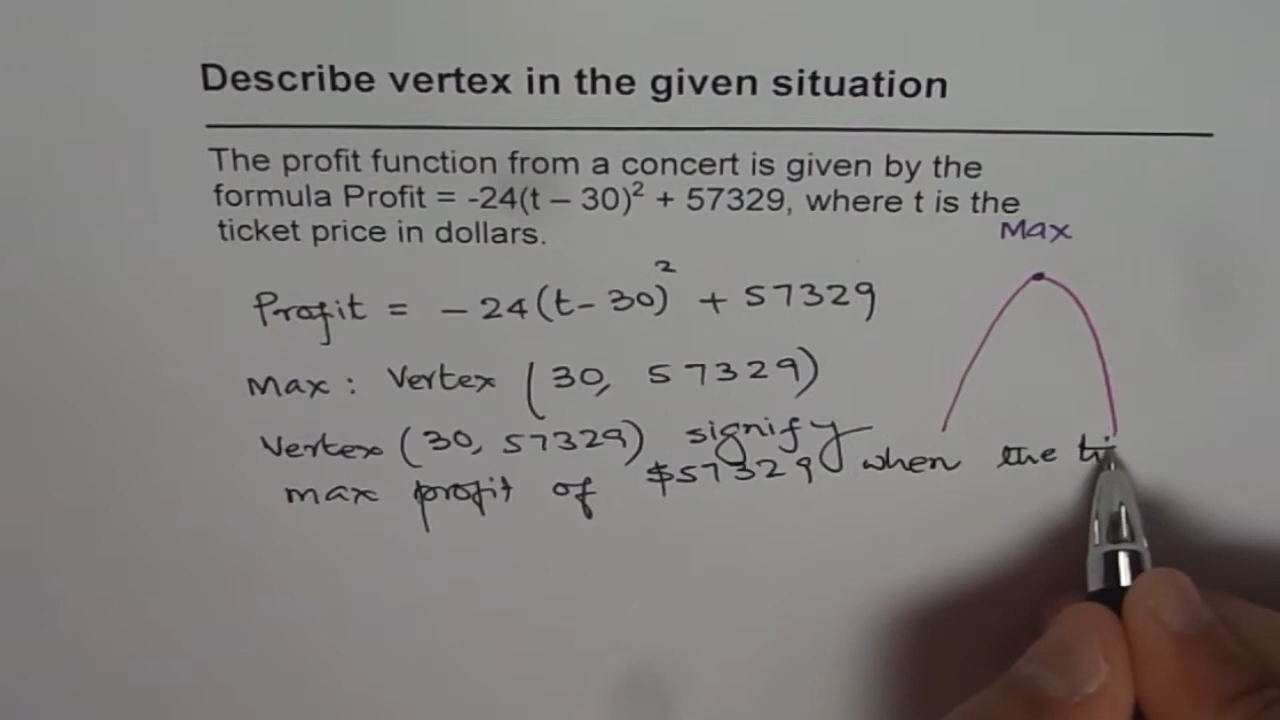 Describe vertex in the given situation
The profit function from a concert is given by the
formula Profit = -24(t – 30)² + 57329, where t is the
ticket price in dollars.
Max
Profit = -24(t-30)² + 57329
Max: Vertex (30, 57329)
Vertex (30, 57329) signify
max profit of $57329 when the ti